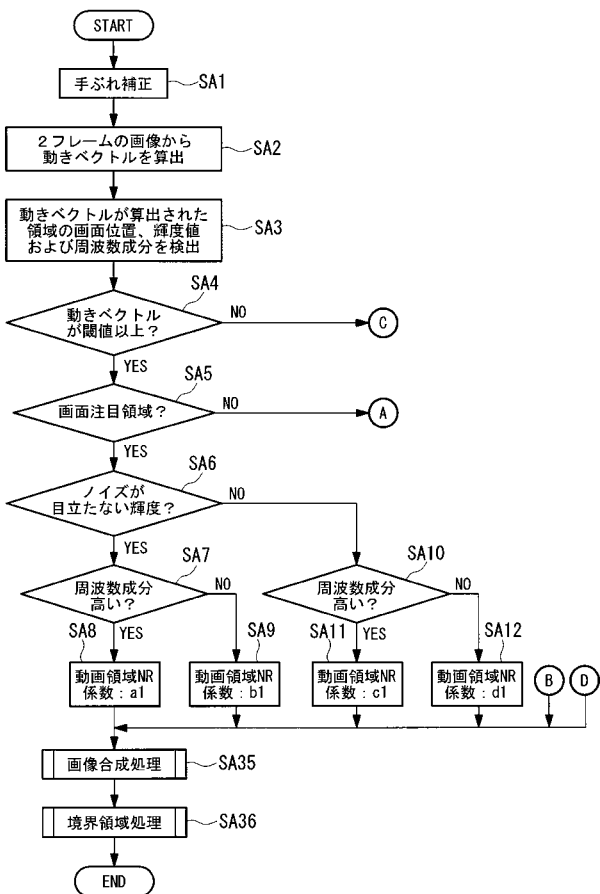 START
手ぶれ補正
SA1
2フレームの画像から
動きベクトルを算出
SA2
動きベクトルが算出された
領域の画面位置、輝度値
および周波数成分を検出
SA3
SA4
動きベクトル
が閾値以上?
NO
C
YES
SA5
画面注目領域?
NO
A
YES
SA6
ノイズが
目立たない輝度?
NO
YES
SA7
周波数成分
高い?
NO
YES
SA10
周波数成分
高い?
NO
YES
SA8
動画領域NR
係数:a1
SA9
動画領域NR
係数:b1
SA11
動画領域NR
係数:c1
SA12
動画領域NR
係数:d1
B
D
画像合成処理
SA35
境界領域処理
SA36
END